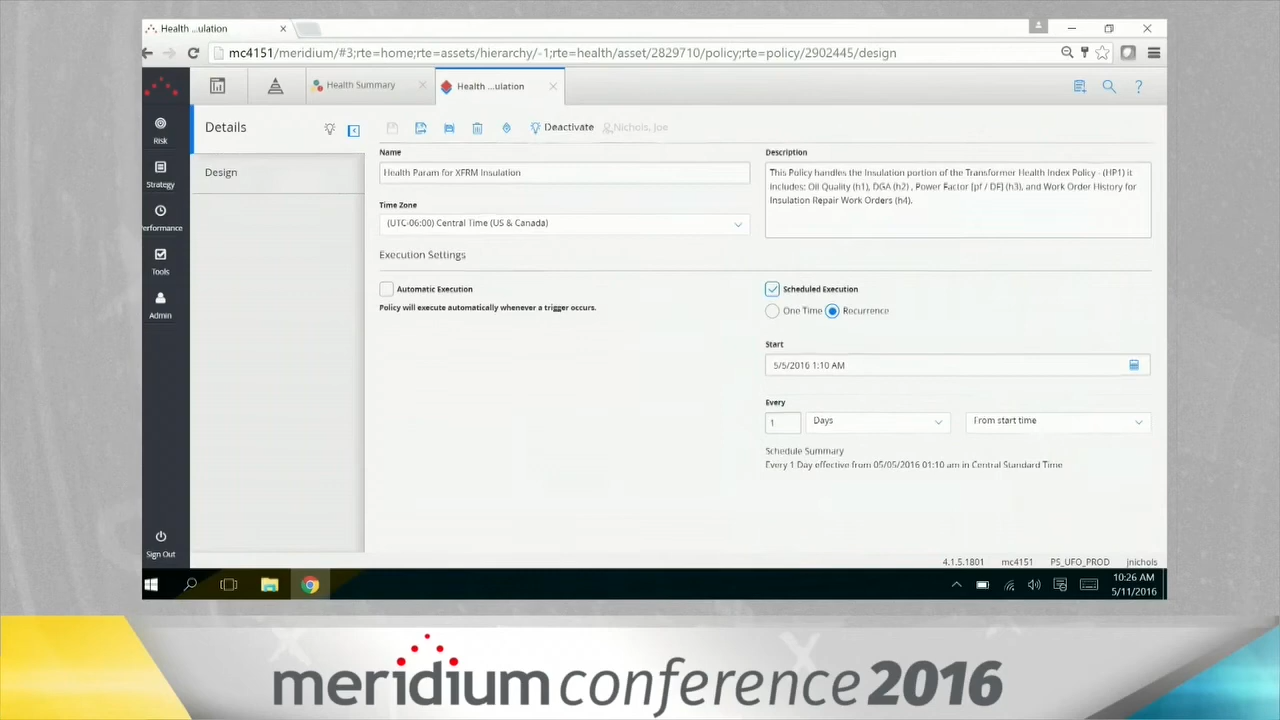 Health ...ulation
mc4151/meridium/#3;rte=home;rte=assets/hierarchy/-1;rte=health/asset/2829710/policy;rte=policy/2902445/design
Health Summary
Health ...ulation
Details
Deactivate
Nichols, Joe
Design
Risk
Strategy
erformance
Tools
Admin
Sign Out
Name
Health Param for XFRM Insulation
Time Zone
(UTC-06:00) Central Time (US & Canada)
Description
This Policy handles the Insulation portion of the Transformer Health Index Policy - (HP1) it
includes: Oil Quality (h1), DGA (h2) , Power Factor [pf / DF] (h3), and Work Order History for
Insulation Repair Work Orders (h4).
Execution Settings
Automatic Execution
Policy will execute automatically whenever a trigger occurs.
Scheduled Execution
One Time
Recurrence
Start
5/5/2016 1:10 AM
Every
1
Days
From start time
Schedule Summary
Every 1 Day effective from 05/05/2016 01:10 am in Central Standard Time
4.1.5.1801
mc4151
PS_UFO_PROD
jnichols
10:26 AM
5/11/2016
meridium conference 2016